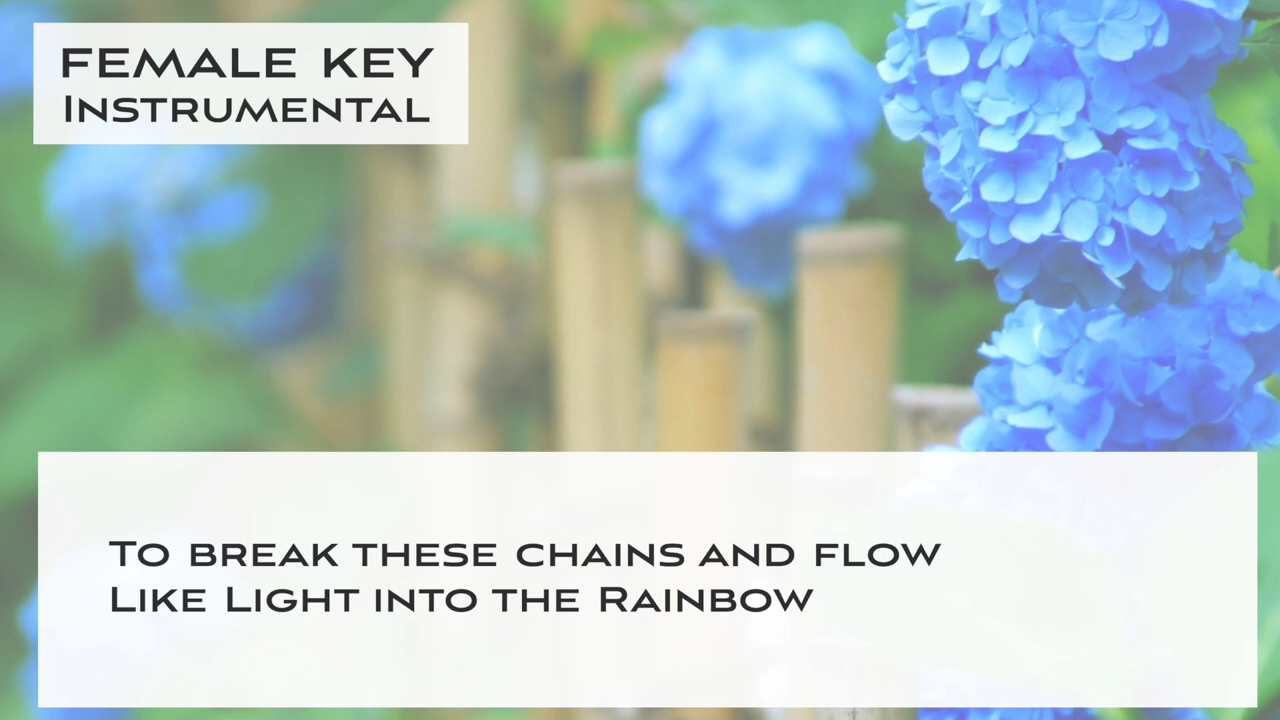 FEMALE KEY
INSTRUMENTAL
TO BREAK THESE CHAINS AND FLOW
LIKE LIGHT INTO THE RAINBOW